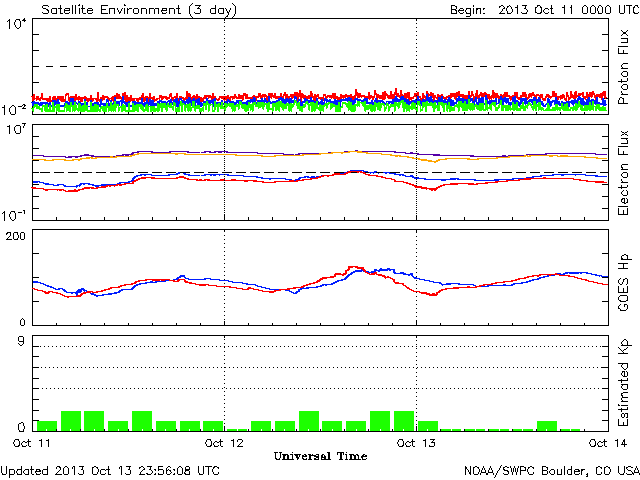 Satellite Environment (3 day) Begin: 2013 Oct 11 0000 UTC
10⁴
10⁻²
Proton Flux
10⁷
10⁻¹
Electron Flux
200
0
GOES Hp
9
0
Estimated Kp
Oct 11 Oct 12 Oct 13 Oct 14
Universal Time
Updated 2013 Oct 13 23:56:08 UTC NOAA/SWPC Boulder, CO USA